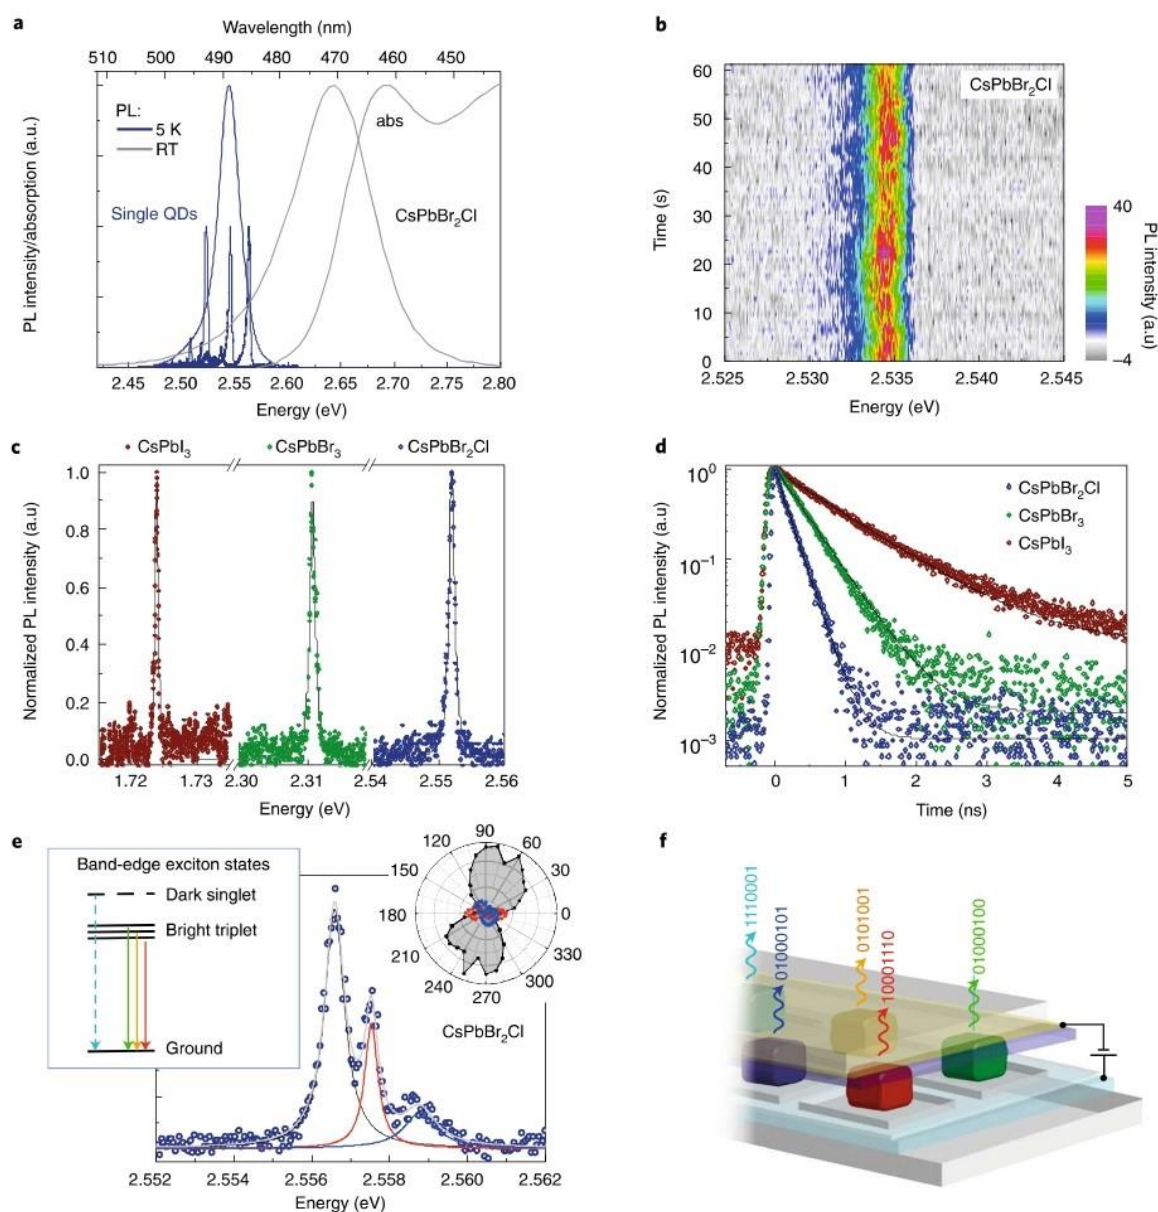 a
Wavelength (nm)
510 500 490 480 470 460 450
PL:
5 K
RT
abs
Single QDs
CsPbBr₂Cl
PL intensity/absorption (a.u.)
2.45 2.50 2.55 2.60 2.65 2.70 2.75 2.80
Energy (eV)
b
CsPbBr₂Cl
60
50
40
30
20
10
0
Time (s)
2.525 2.530 2.535 2.540 2.545
Energy (eV)
40
–4
PL intensity (a.u)
c
CsPbI₃ CsPbBr₃ CsPbBr₂Cl
1.0
0.8
0.6
0.4
0.2
0.0
Normalized PL intensity (a.u)
1.72 1.73 2.30 2.31 2.54 2.55 2.56
Energy (eV)
d
CsPbBr₂Cl
CsPbBr₃
CsPbI₃
10⁰
10⁻¹
10⁻²
10⁻³
Normalized PL intensity (a.u)
0 1 2 3 4 5
Time (ns)
e
Band-edge exciton states
Dark singlet
Bright triplet
Ground
90
120 60
150 30
180 0
210 330
240 300
270
CsPbBr₂Cl
2.552 2.554 2.556 2.558 2.560 2.562
Energy (eV)
f
1110001
01000101
0101001
10001110
01000100